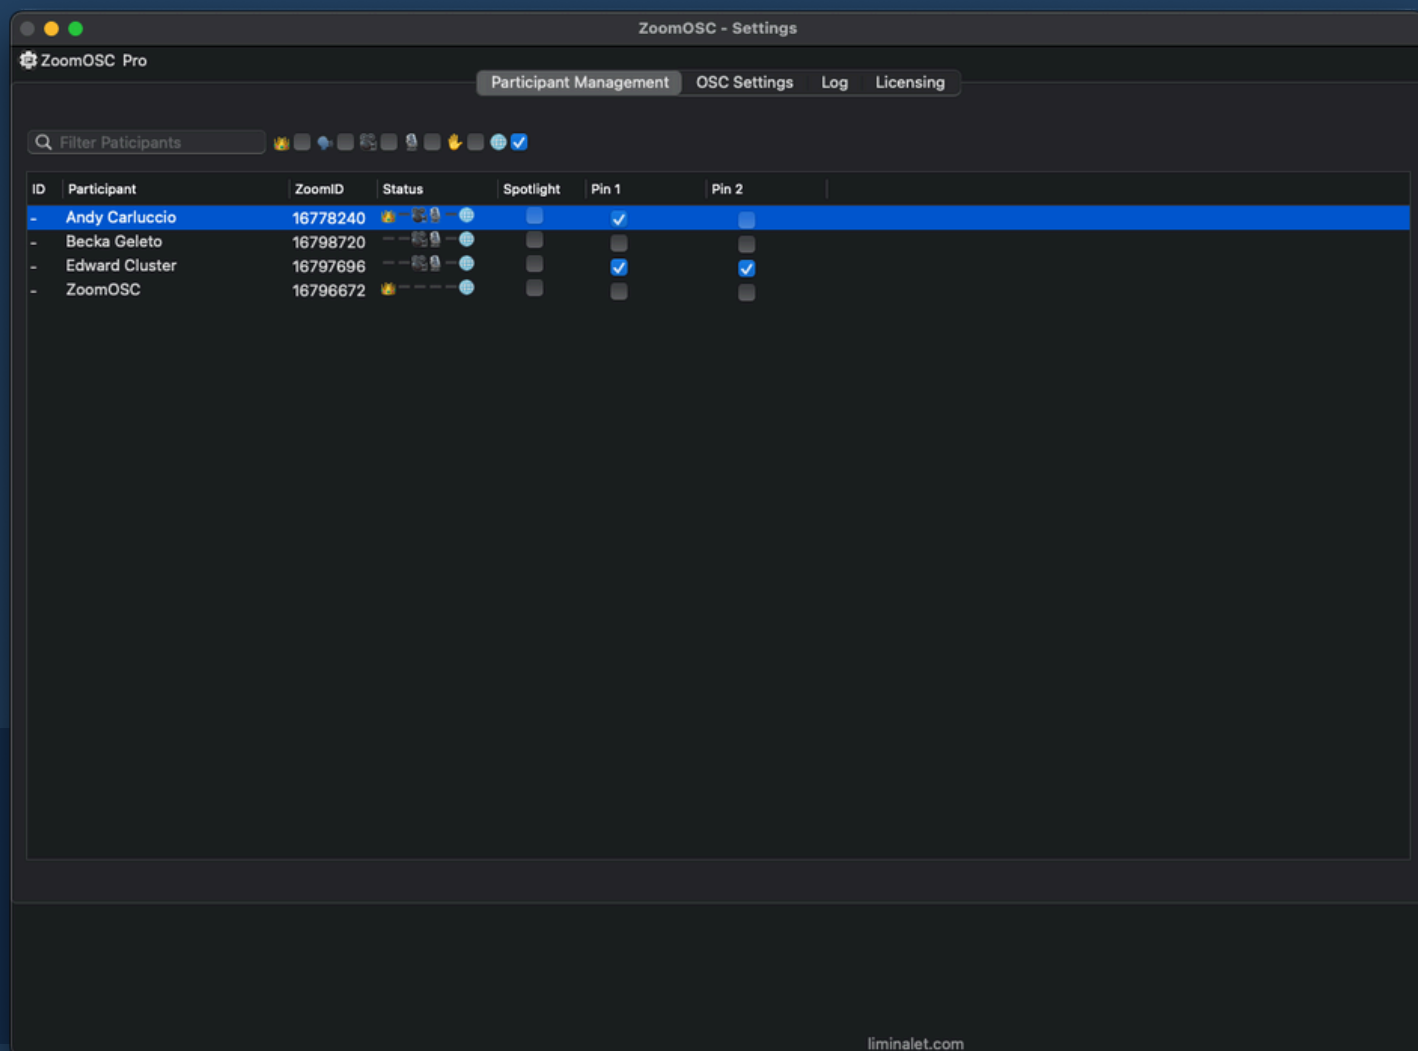 ZoomOSC - Settings
ZoomOSC Pro
Participant Management OSC Settings Log Licensing
Filter Paticipants
ID Participant ZoomID Status Spotlight Pin 1 Pin 2
- Andy Carluccio 16778240
- Becka Geleto 16798720
- Edward Cluster 16797696
- ZoomOSC 16796672
liminalet.com